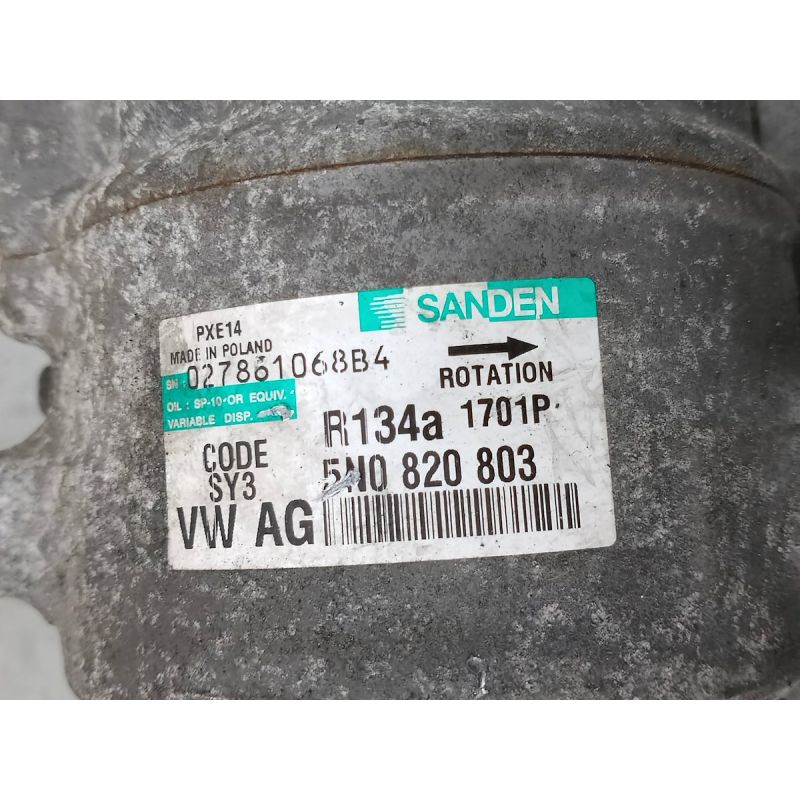 SANDEN
PXE14
MADE IN POLAND
SN: 027861068B4
ROTATION
OIL : SP-10 OR EQUIV.
VARIABLE DISP.
R134a 1701P
CODE
SY3
5N0 820 803
VW AG